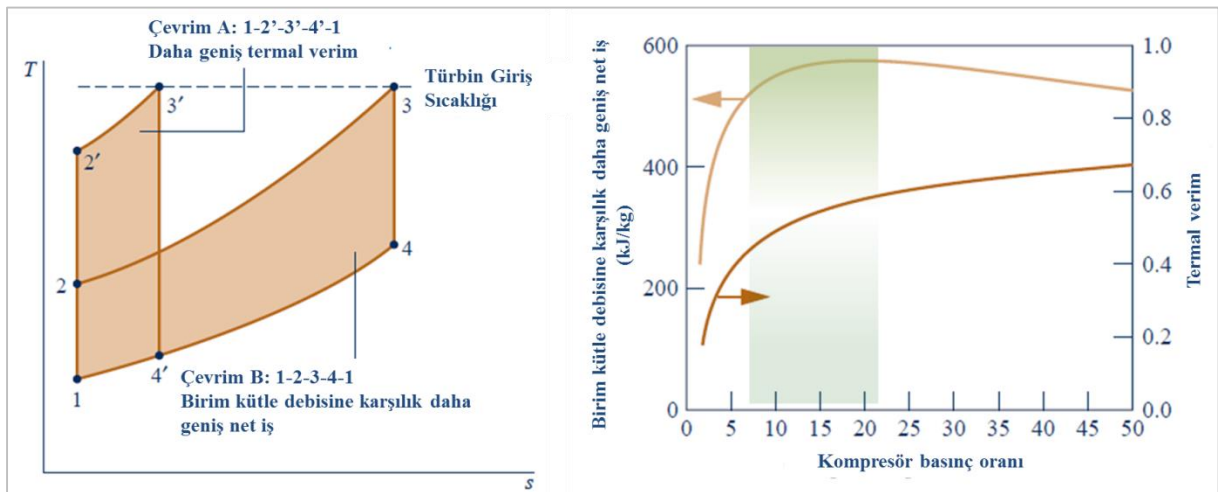 Çevrim A: 1-2’-3’-4’-1
Daha geniş termal verim
T
Türbin Giriş
Sıcaklığı
3′
3
2′
2
4
4′
1
Çevrim B: 1-2-3-4-1
Birim kütle debisine karşılık daha
geniş net iş
s
Birim kütle debisine karşılık daha geniş net iş
(kJ/kg)
600
400
200
0
1.0
0.8
0.6
0.4
0.2
0.0
Termal verim
0 5 10 15 20 25 30 35 40 45 50
Kompresör basınç oranı